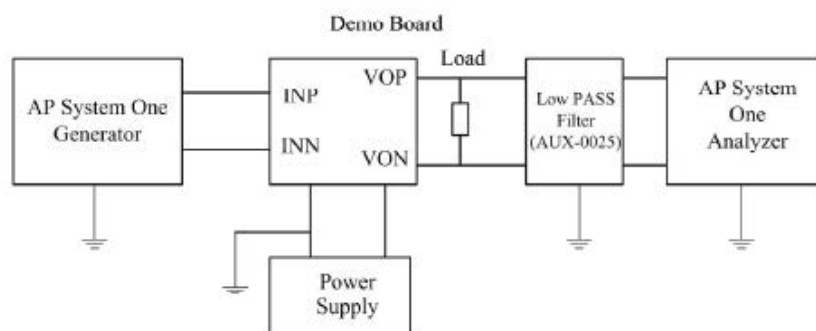 Demo Board
AP System One
Generator
INP
INN
VOP
VON
Load
Low PASS
Filter
(AUX-0025)
AP System
One
Analyzer
Power
Supply